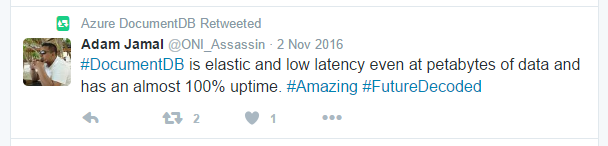 Azure DocumentDB Retweeted
Adam Jamal @ONI_Assassin · 2 Nov 2016
#DocumentDB is elastic and low latency even at petabytes of data and
has an almost 100% uptime. #Amazing #FutureDecoded
2 1